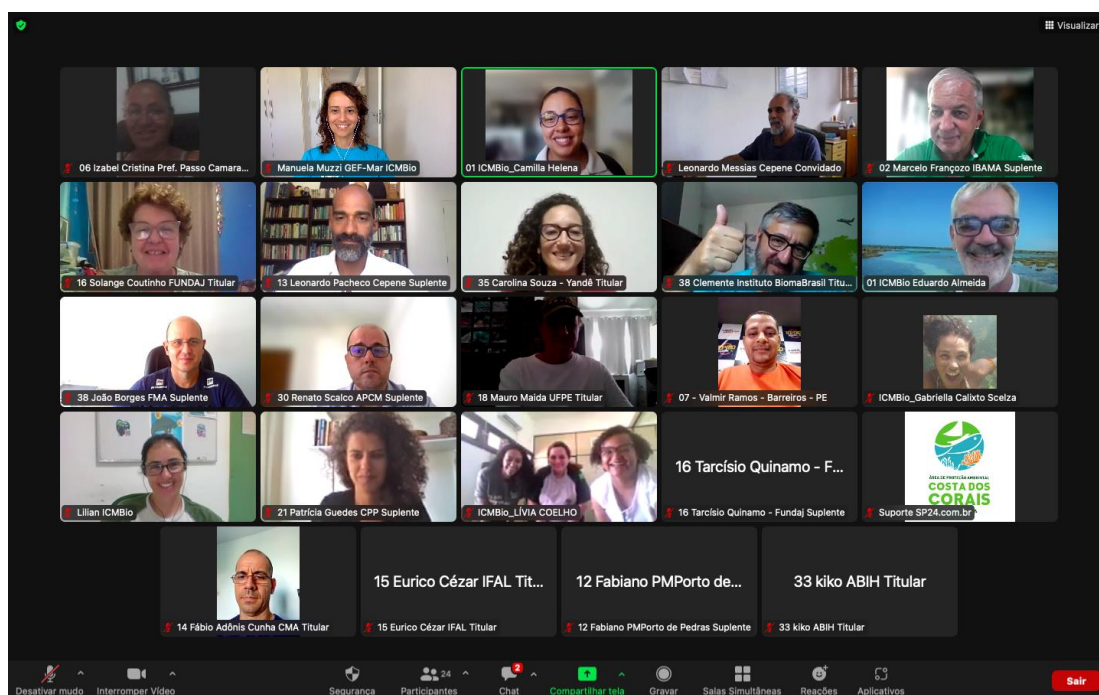 Visualizar
06 Izabel Cristina Pref. Passo Camara...
Manuela Muzzi GEF-Mar ICMBio
01 ICMBio_Camilla Helena
Leonardo Messias Cepene Convidado
02 Marcelo Françozo IBAMA Suplente
16 Solange Coutinho FUNDAJ Titular
13 Leonardo Pacheco Cepene Suplente
35 Carolina Souza - Yandê Titular
38 Clemente Instituto BiomaBrasil Titu...
01 ICMBio Eduardo Almeida
38 João Borges FMA Suplente
30 Renato Scalco APCM Suplente
18 Mauro Maida UFPE Titular
07 - Valmir Ramos - Barreiros - PE
ICMBio_Gabriella Calixto Scelza
Lilian ICMBio
21 Patrícia Guedes CPP Suplente
ICMBio_LÍVIA COELHO
16 Tarcísio Quinamo - F...
16 Tarcísio Quinamo - Fundaj Suplente
ÁREA DE PROTEÇÃO AMBIENTAL
COSTA DOS
CORAIS
Suporte SP24.com.br
14 Fábio Adônis Cunha CMA Titular
15 Eurico Cézar IFAL Tit...
15 Eurico Cézar IFAL Titular
12 Fabiano PMPorto de...
12 Fabiano PMPorto de Pedras Suplente
33 kiko ABIH Titular
33 kiko ABIH Titular
Desativar mudo
Interromper Vídeo
Segurança
24
Participantes
2
Chat
Compartilhar tela
Gravar
Salas Simultâneas
Reações
Aplicativos
Sair